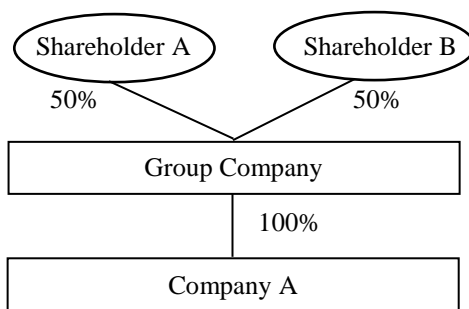 Shareholder A
Shareholder B
50%
50%
Group Company
100%
Company A